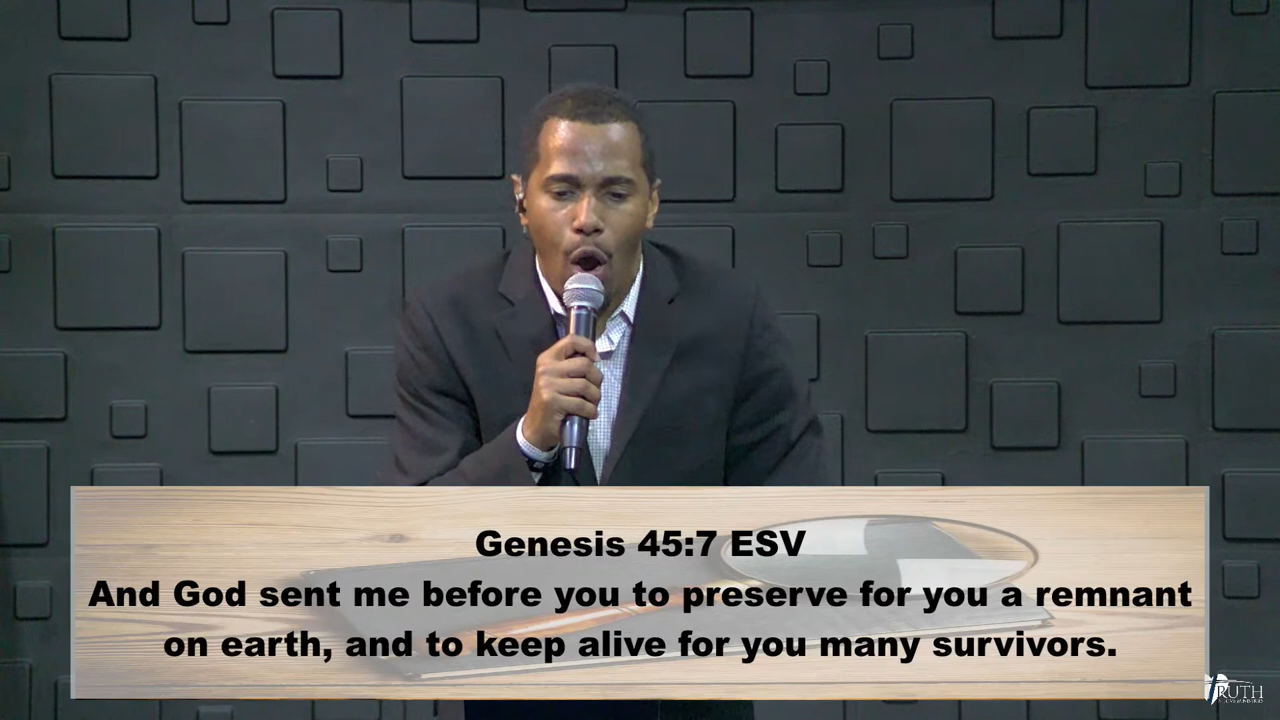 Genesis 45:7 ESV
And God sent me before you to preserve for you a remnant
on earth, and to keep alive for you many survivors.
TRUTH